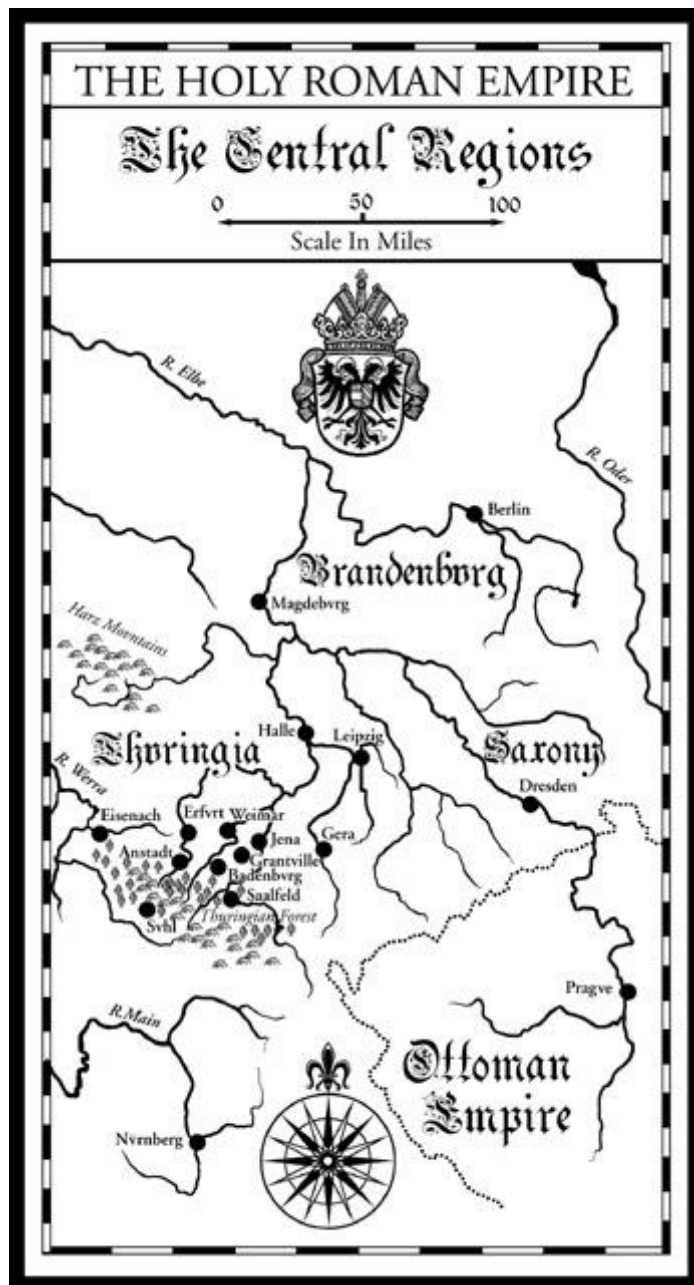 THE HOLY ROMAN EMPIRE
The Central Regions
0 50 100
Scale In Miles
R. Elbe
R. Oder
Berlin
Brandenbvrg
Magdebvrg
Harz Movntains
Halle
Leipzig
Thvringia
Saxony
R. Werra
Dresden
Eisenach
Erfvrt
Weimar
Jena
Gera
Anstadt
Grantville
Badenbvrg
Saalfeld
Thuringian Forest
Svhl
Pragve
R.Main
Ottoman
Empire
Nvrnberg